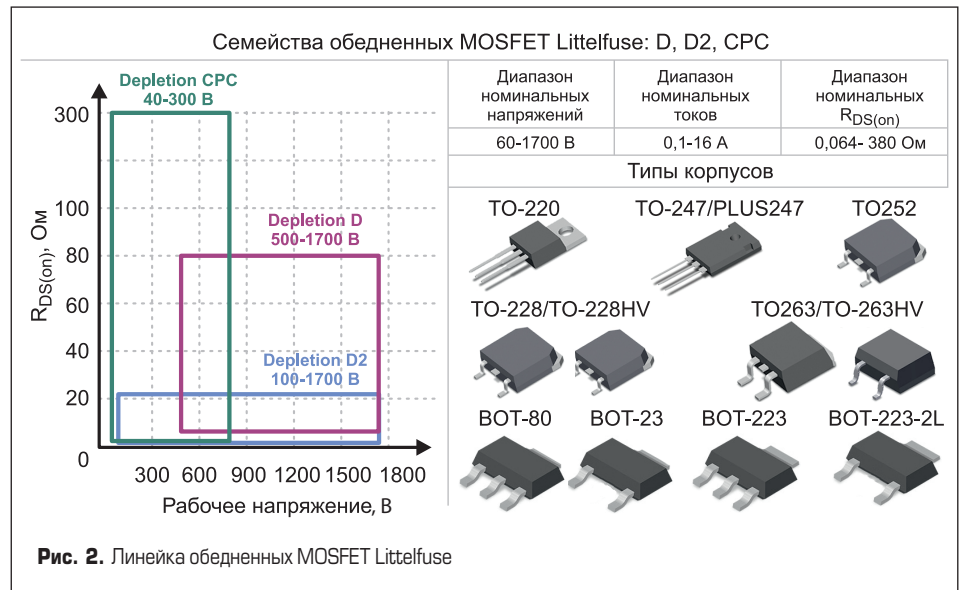 Семейства обедненных MOSFET Littelfuse: D, D2, CPC
Depletion CPC
40-300 В
300
100
80
60
40
20
0
R_DS(on), Ом
Depletion D
500-1700 В
Depletion D2
100-1700 В
300 600 900 1200 1500 1800
Рабочее напряжение, В
Диапазон
номинальных
напряжений
Диапазон
номинальных
токов
Диапазон
номинальных
R_DS(on)
60-1700 В
0,1-16 А
0,064- 380 Ом
Типы корпусов
TO-220
TO-247/PLUS247
TO252
TO-228/TO-228HV
TO263/TO-263HV
BOT-80
BOT-23
BOT-223
BOT-223-2L
Рис. 2. Линейка обедненных MOSFET Littelfuse